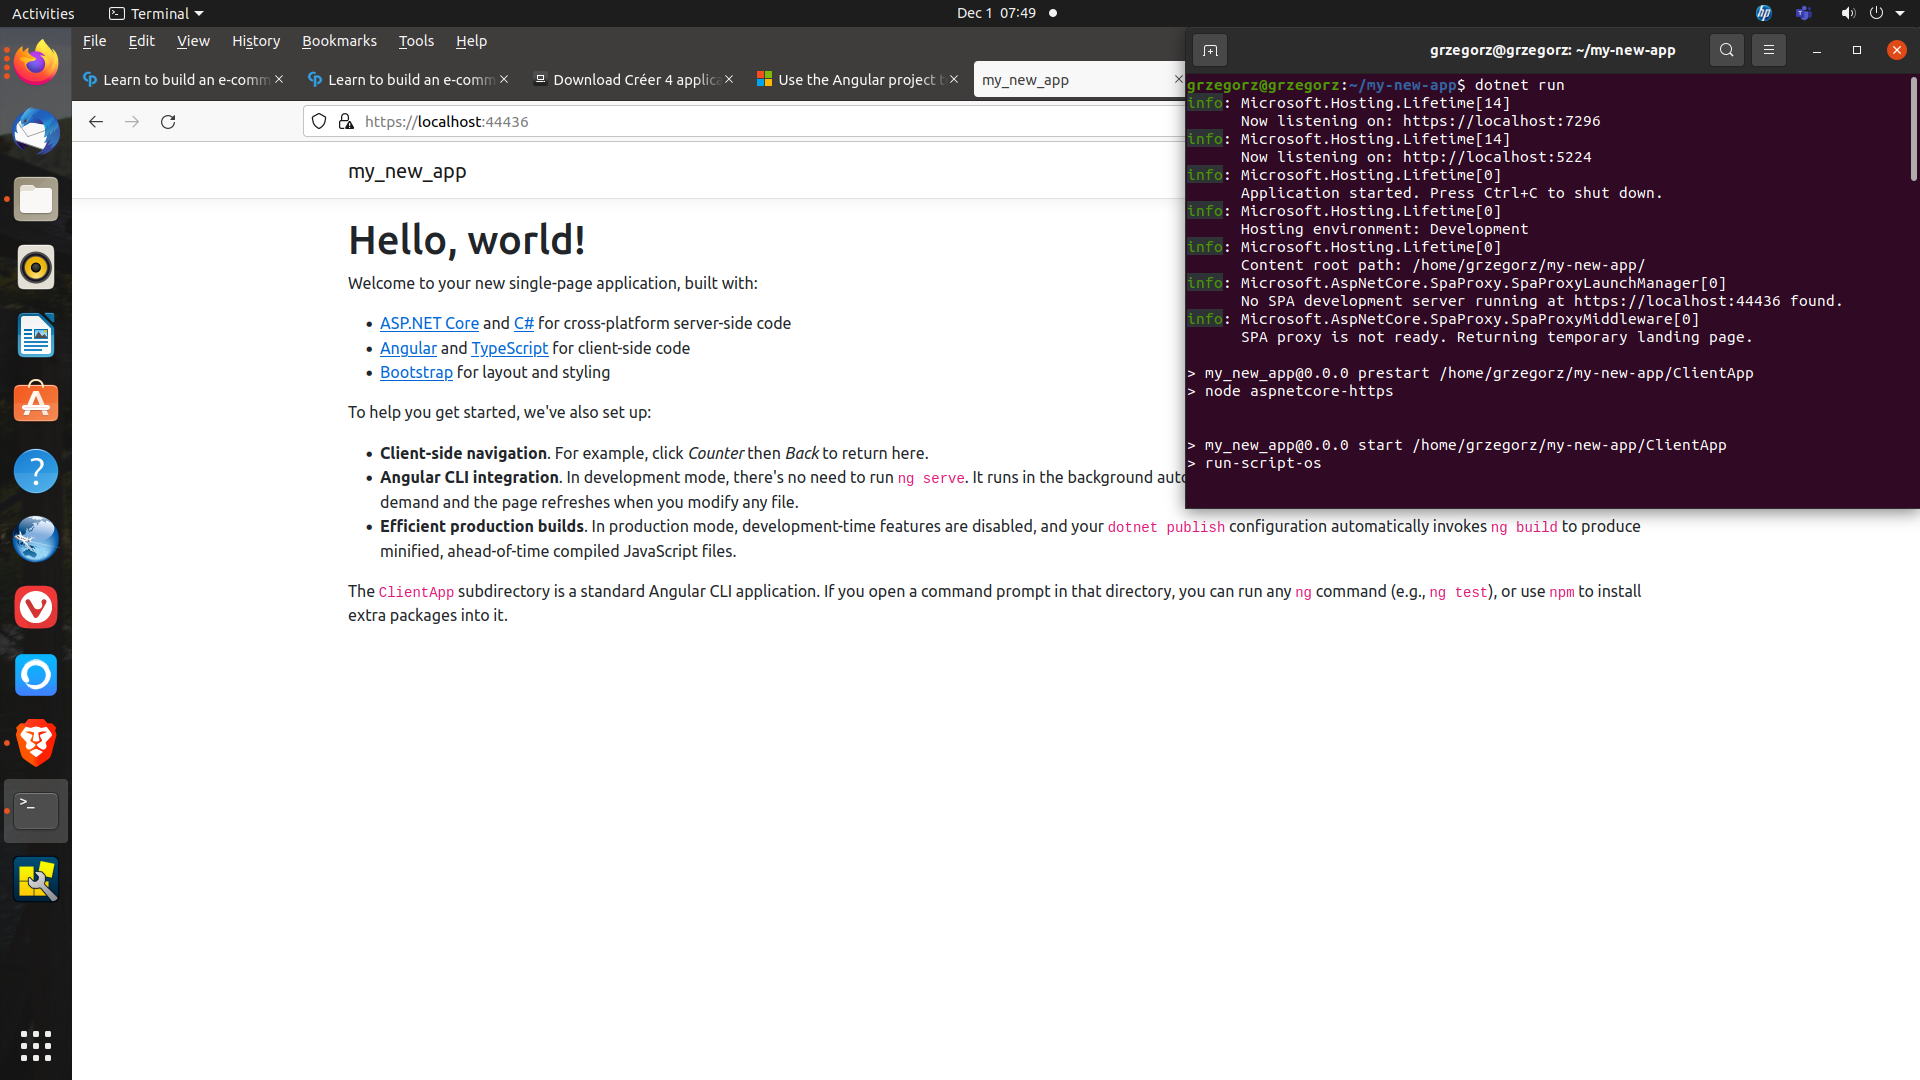 Activities
Terminal
Dec 1 07:49
File Edit View History Bookmarks Tools Help
Learn to build an e-comm
Learn to build an e-comm
Download Créer 4 applica
Use the Angular project t
my_new_app
https://localhost:44436
my_new_app
Hello, world!
Welcome to your new single-page application, built with:
ASP.NET Core and C# for cross-platform server-side code
Angular and TypeScript for client-side code
Bootstrap for layout and styling
To help you get started, we've also set up:
Client-side navigation. For example, click Counter then Back to return here.
Angular CLI integration. In development mode, there's no need to run ng serve. It runs in the background auto
demand and the page refreshes when you modify any file.
Efficient production builds. In production mode, development-time features are disabled, and your dotnet publish configuration automatically invokes ng build to produce
minified, ahead-of-time compiled JavaScript files.
The ClientApp subdirectory is a standard Angular CLI application. If you open a command prompt in that directory, you can run any ng command (e.g., ng test), or use npm to install
extra packages into it.
grzegorz@grzegorz: ~/my-new-app
grzegorz@grzegorz:~/my-new-app$ dotnet run
info: Microsoft.Hosting.Lifetime[14]
Now listening on: https://localhost:7296
info: Microsoft.Hosting.Lifetime[14]
Now listening on: http://localhost:5224
info: Microsoft.Hosting.Lifetime[0]
Application started. Press Ctrl+C to shut down.
info: Microsoft.Hosting.Lifetime[0]
Hosting environment: Development
info: Microsoft.Hosting.Lifetime[0]
Content root path: /home/grzegorz/my-new-app/
info: Microsoft.AspNetCore.SpaProxy.SpaProxyLaunchManager[0]
No SPA development server running at https://localhost:44436 found.
info: Microsoft.AspNetCore.SpaProxy.SpaProxyMiddleware[0]
SPA proxy is not ready. Returning temporary landing page.
> my_new_app@0.0.0 prestart /home/grzegorz/my-new-app/ClientApp
> node aspnetcore-https
> my_new_app@0.0.0 start /home/grzegorz/my-new-app/ClientApp
> run-script-os